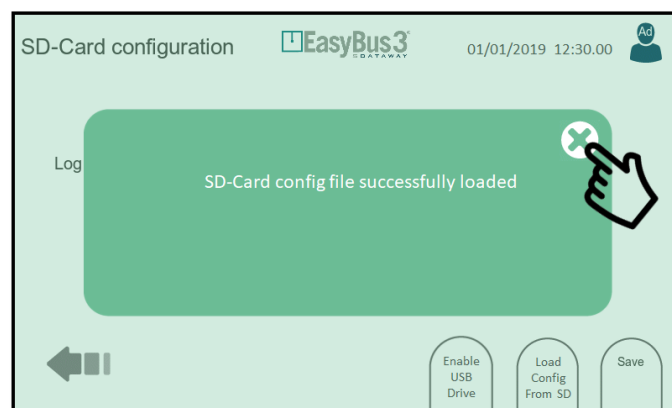 SD-Card configuration
EasyBus3
DATAWAY
01/01/2019 12:30.00
Ad
Log
SD-Card config file successfully loaded
Enable
USB
Drive
Load
Config
From SD
Save